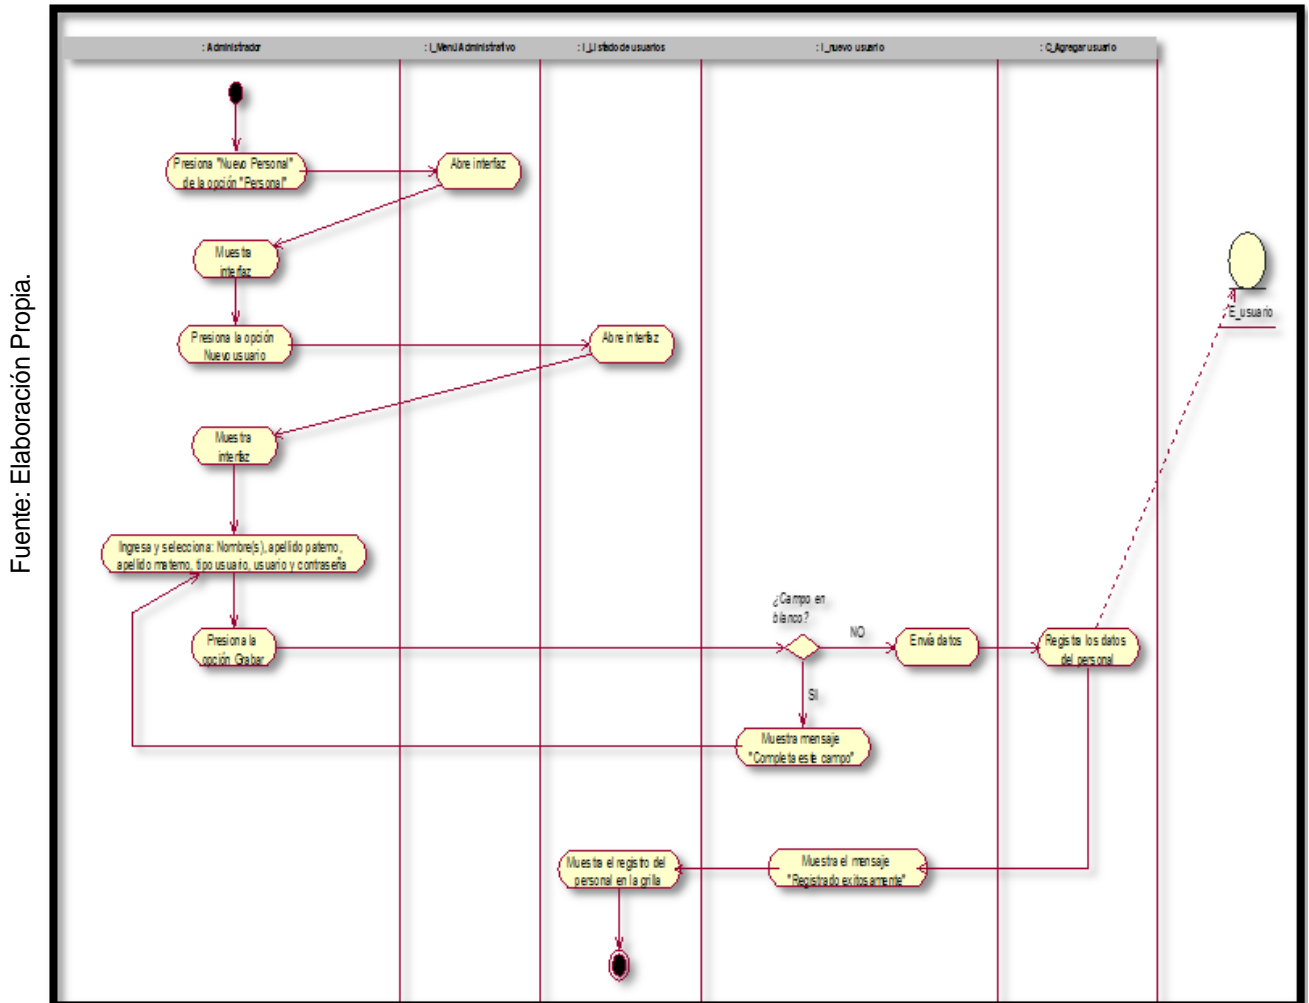 Fuente: Elaboración Propia.
: Administrador
: I_Menú Administrativo
: I_Listado de usuarios
: I_nuevo usuario
: C_Agregar usuario
Presiona "Nuevo Personal"
de la opción "Personal"
Abre interfaz
Muestra
interfaz
E_usuario
Presiona la opción
Nuevo usuario
Abre interfaz
Muestra
interfaz
Ingresa y selecciona: Nombre(s), apellido paterno,
apellido materno, tipo usuario, usuario y contraseña
¿Campo en
blanco?
Presiona la
opción Grabar
NO
Envía datos
Registra los datos
del personal
SI
Muestra mensaje
"Completa este campo"
Muestra el registro del
personal en la grilla
Muestra el mensaje
"Registrado exitosamente"